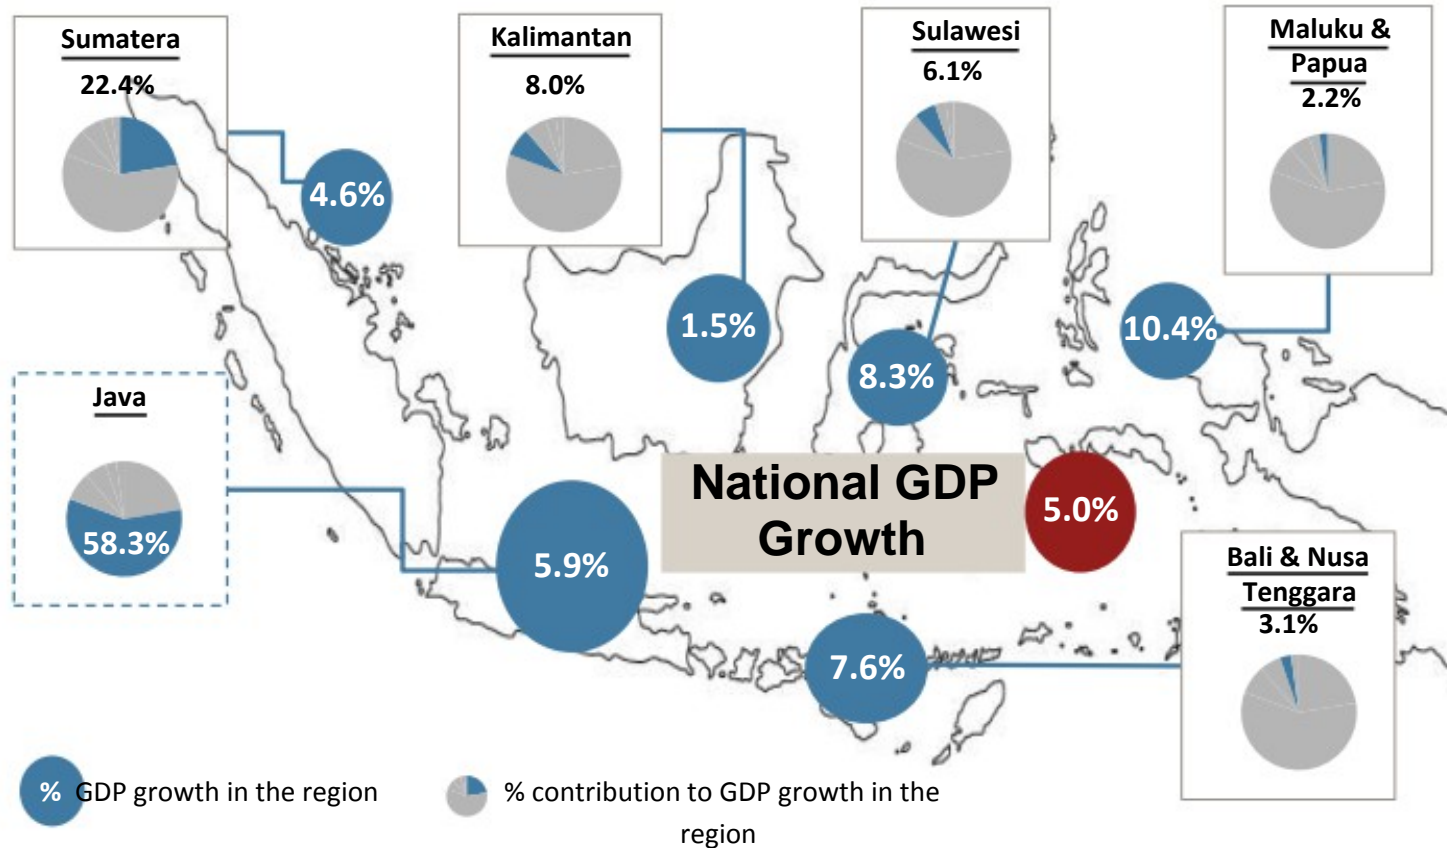 Sumatera
22.4%
Kalimantan
8.0%
Sulawesi
6.1%
Maluku &
Papua
2.2%
4.6%
1.5%
8.3%
10.4%
Java
58.3%
National GDP
Growth
5.0%
5.9%
Bali & Nusa
Tenggara
3.1%
7.6%
% GDP growth in the region
% contribution to GDP growth in the
region